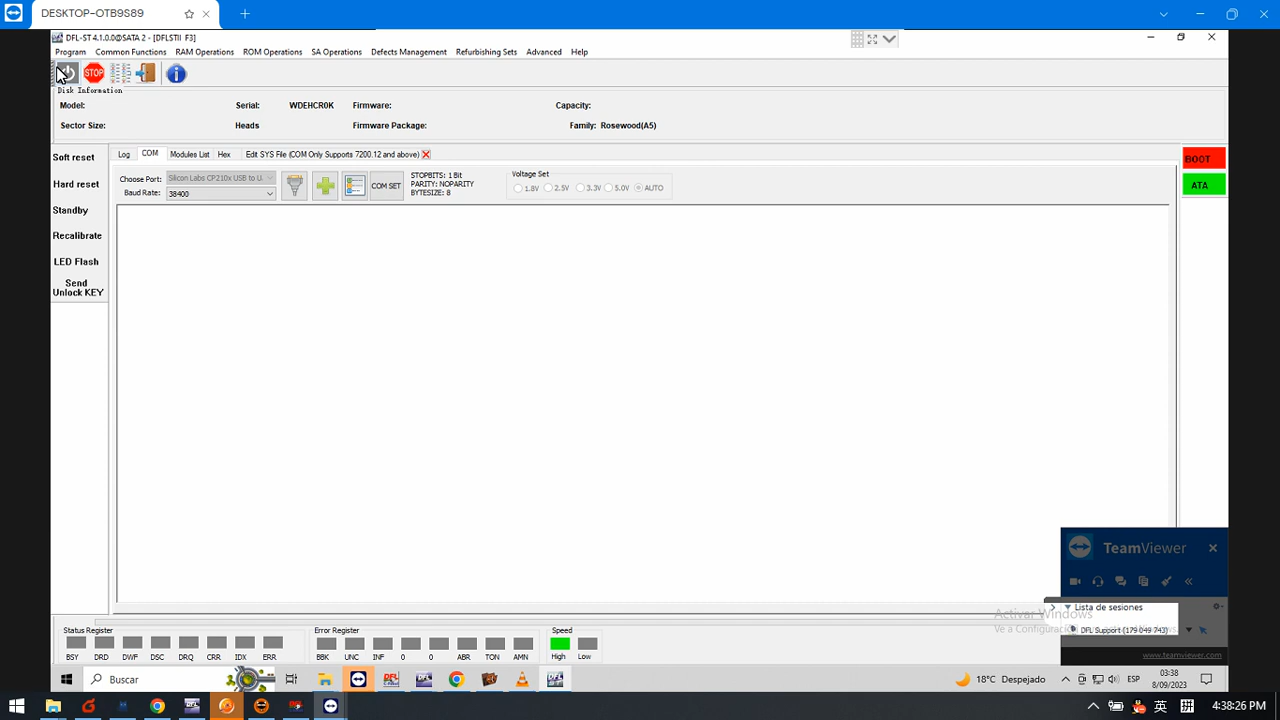 DESKTOP-OTB9S89
DFL-ST 4.1.0.0@SATA 2 - [DFLSTII F3]
Program Common Functions RAM Operations ROM Operations SA Operations Defects Management Refurbishing Sets Advanced Help
STOP
Disk Information
Model: Serial: WDEHCR0K Firmware: Capacity:
Sector Size: Heads Firmware Package: Family: Rosewood(A5)
Soft reset
Hard reset
Standby
Recalibrate
LED Flash
Send
Unlock KEY
Log COM Modules List Hex Edit SYS File (COM Only Supports 7200.12 and above)
Choose Port: Silicon Labs CP210x USB to U
Baud Rate: 38400
COM SET
STOPBITS: 1 Bit
PARITY: NOPARITY
BYTESIZE: 8
Voltage Set
1.8V 2.5V 3.3V 5.0V AUTO
BOOT
ATA
TeamViewer
Lista de sesiones
DFL Support (179 049 743)
www.teamviewer.com
Activar Windows
Ve a Configuraci
Status Register
BSY DRD DWF DSC DRQ CRR IDX ERR
Error Register
BBK UNC INF 0 0 ABR TON AMN
Speed
High Low
Buscar
DFL
18°C Despejado
ESP
03:38
8/09/2023
英
拼
4:38:26 PM